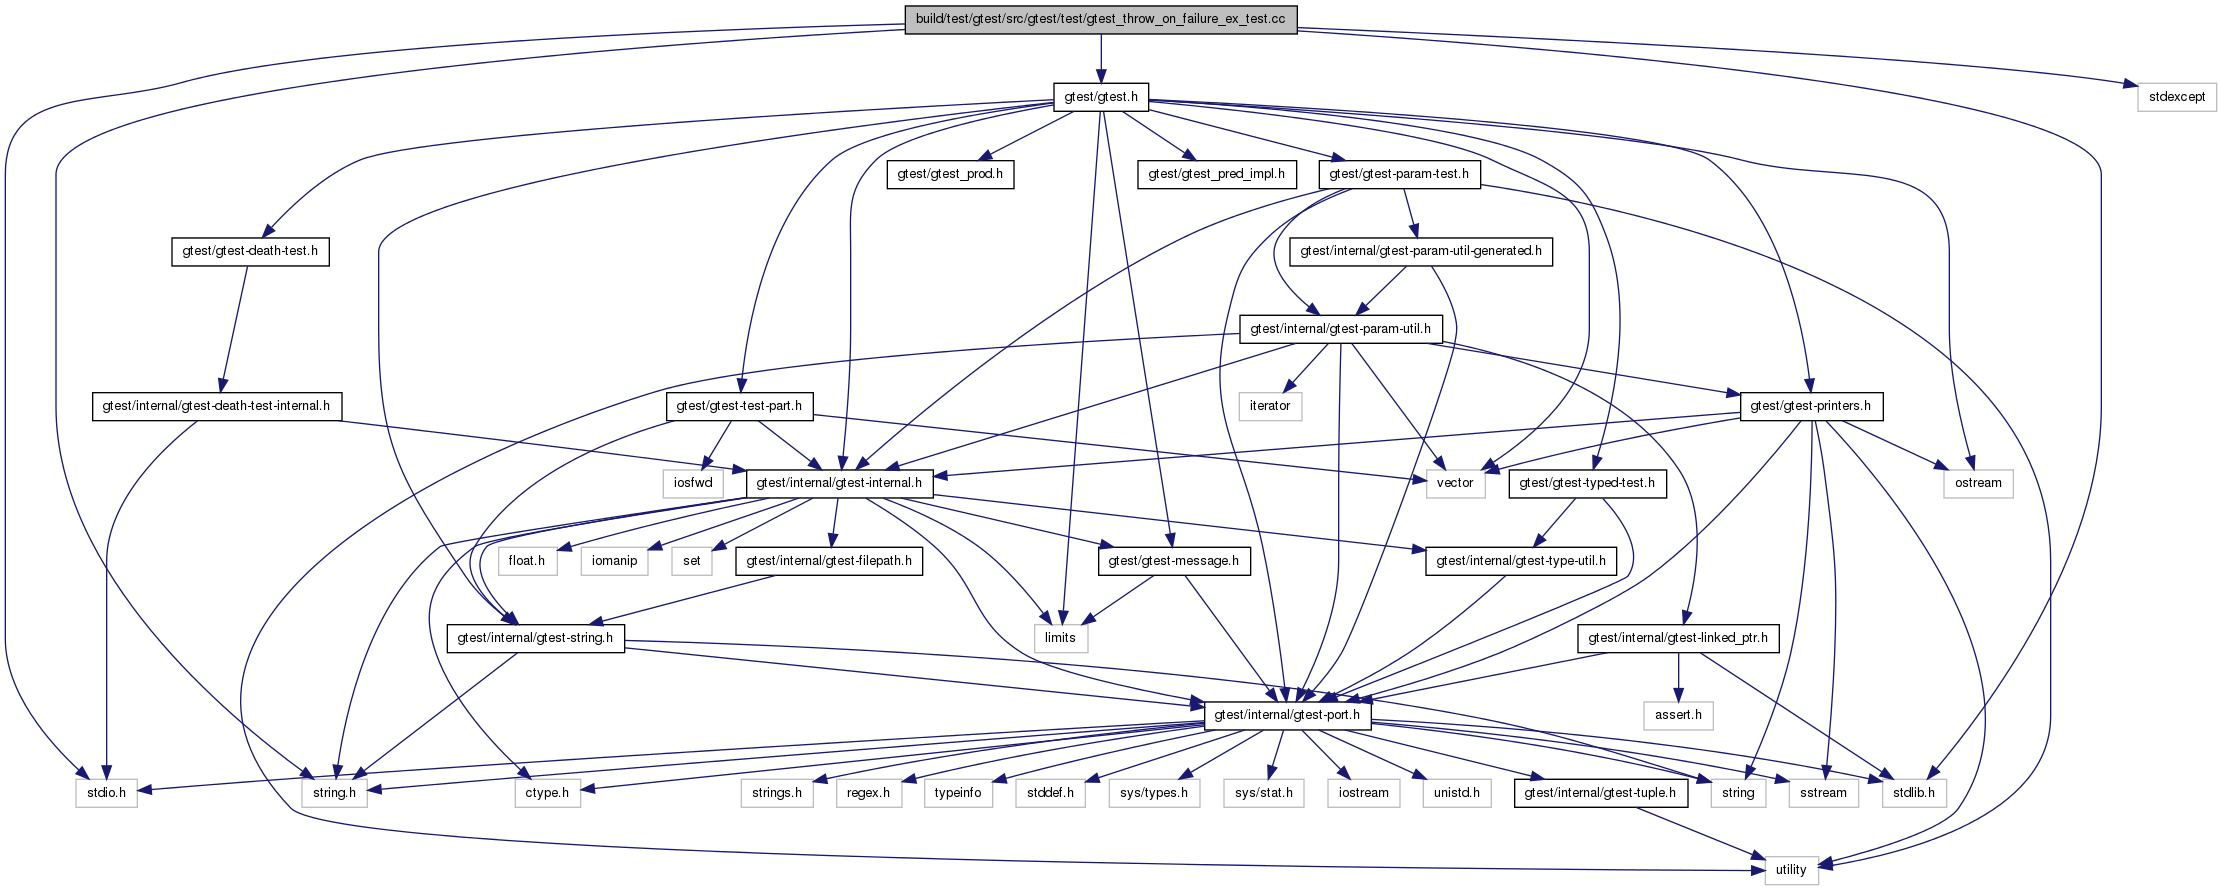 build/test/gtest/src/gtest/test/gtest_throw_on_failure_ex_test.cc
gtest/gtest.h
stdexcept
gtest/gtest_prod.h
gtest/gtest_pred_impl.h
gtest/gtest-param-test.h
gtest/gtest-death-test.h
gtest/internal/gtest-param-util-generated.h
gtest/internal/gtest-param-util.h
gtest/internal/gtest-death-test-internal.h
gtest/gtest-test-part.h
iterator
gtest/gtest-printers.h
iosfwd
gtest/internal/gtest-internal.h
vector
gtest/gtest-typed-test.h
ostream
float.h
iomanip
set
gtest/internal/gtest-filepath.h
gtest/gtest-message.h
gtest/internal/gtest-type-util.h
gtest/internal/gtest-string.h
limits
gtest/internal/gtest-linked_ptr.h
gtest/internal/gtest-port.h
assert.h
stdio.h
string.h
ctype.h
strings.h
regex.h
typeinfo
stddef.h
sys/types.h
sys/stat.h
iostream
unistd.h
gtest/internal/gtest-tuple.h
string
sstream
stdlib.h
utility